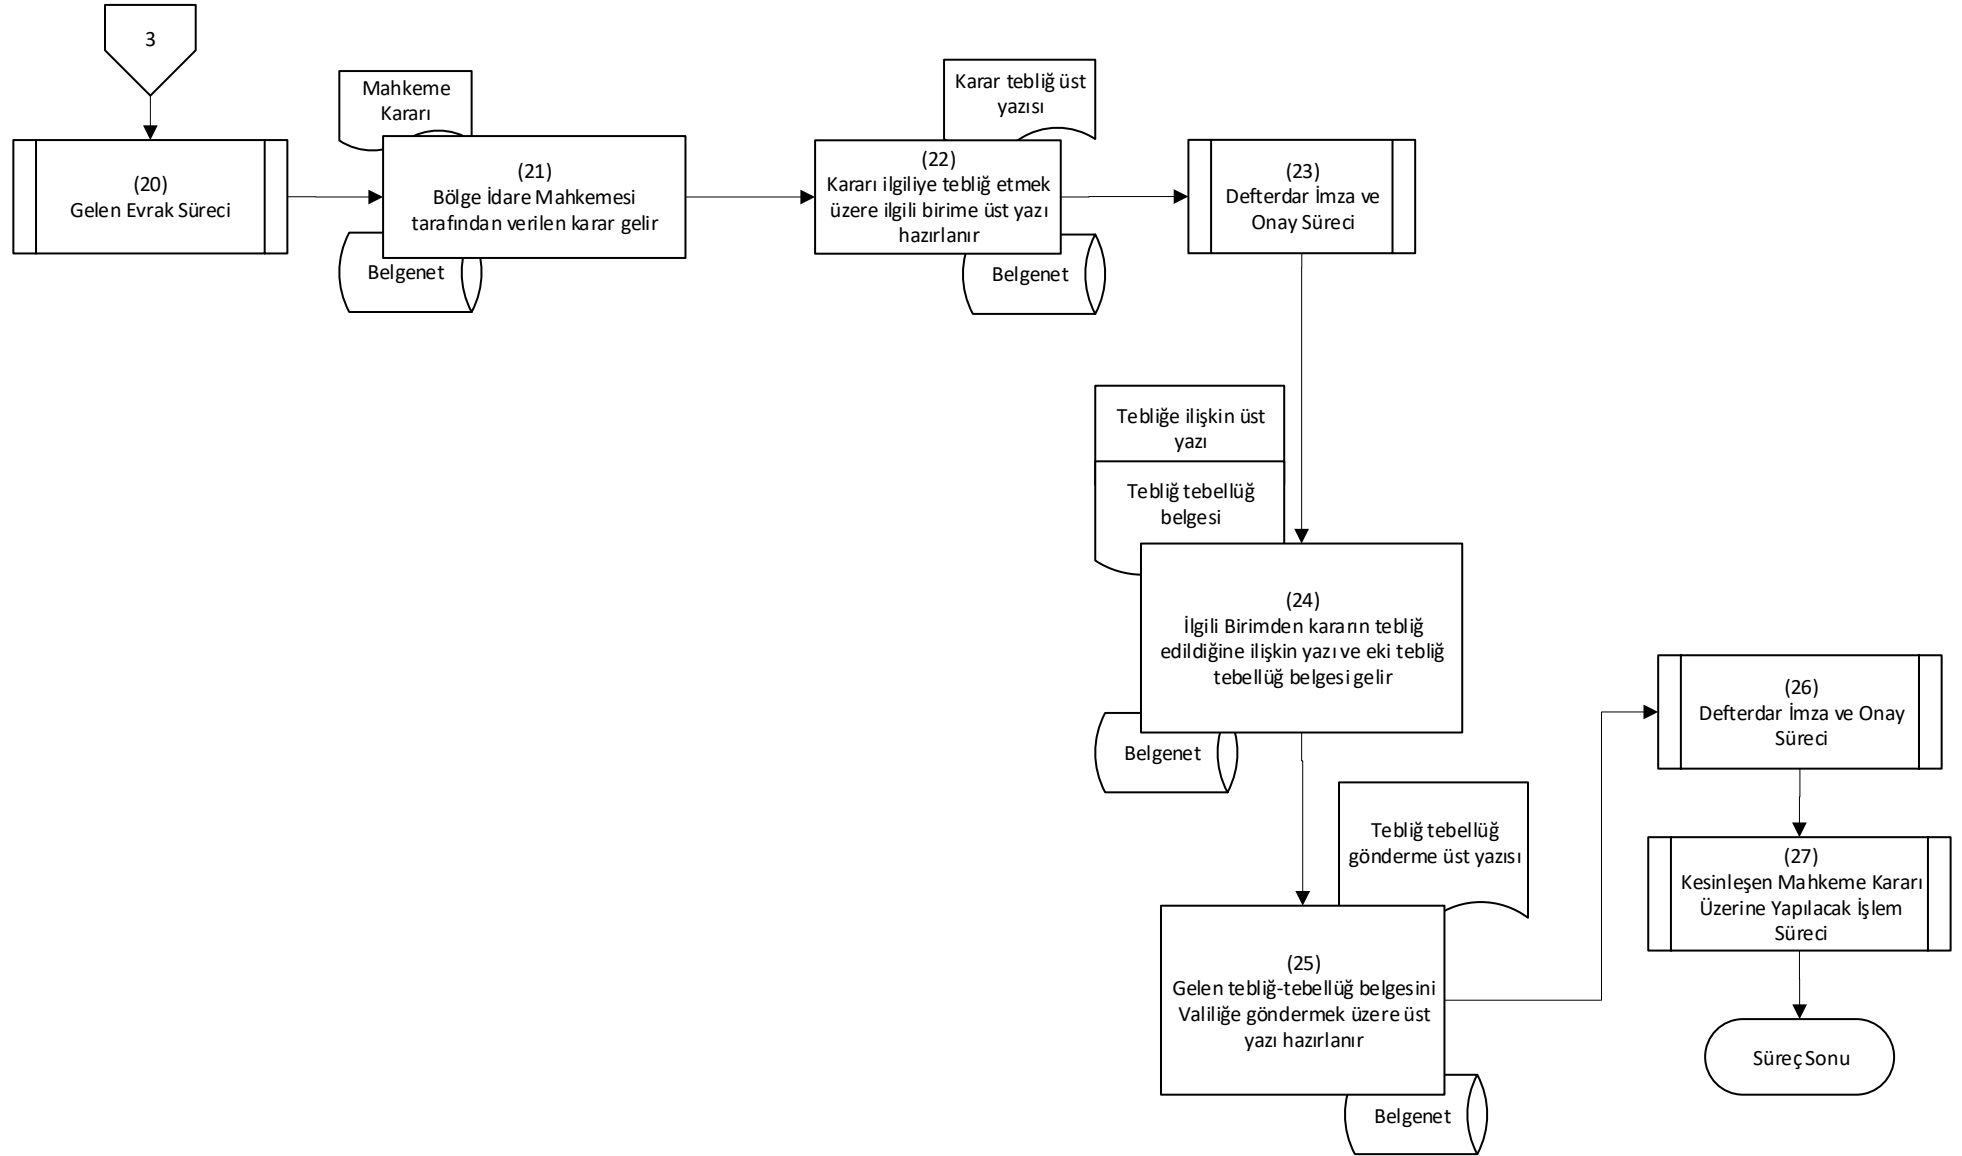 3
(20)
Gelen Evrak Süreci
Mahkeme
Kararı
(21)
Bölge İdare Mahkemesi
tarafından verilen karar gelir
Belgenet
Karar tebliğ üst
yazısı
(22)
Kararı ilgiliye tebliğ etmek
üzere ilgili birime üst yazı
hazırlanır
Belgenet
(23)
Defterdar İmza ve
Onay Süreci
Tebliğe ilişkin üst
yazı
Tebliğ tebellüğ
belgesi
(24)
İlgili Birimden kararın tebliğ
edildiğine ilişkin yazı ve eki tebliğ
tebellüğ belgesi gelir
Belgenet
Tebliğ tebellüğ
gönderme üst yazısı
(25)
Gelen tebliğ-tebellüğ belgesini
Valiliğe göndermek üzere üst
yazı hazırlanır
Belgenet
(26)
Defterdar İmza ve Onay
Süreci
(27)
Kesinleşen Mahkeme Kararı
Üzerine Yapılacak İşlem
Süreci
Süreç Sonu